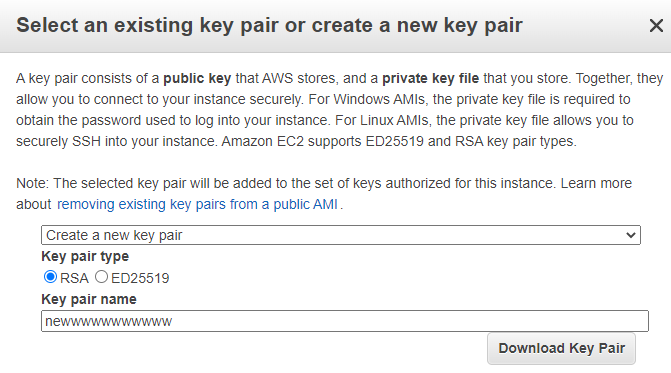 Select an existing key pair or create a new key pair
A key pair consists of a public key that AWS stores, and a private key file that you store. Together, they
allow you to connect to your instance securely. For Windows AMIs, the private key file is required to
obtain the password used to log into your instance. For Linux AMIs, the private key file allows you to
securely SSH into your instance. Amazon EC2 supports ED25519 and RSA key pair types.
Note: The selected key pair will be added to the set of keys authorized for this instance. Learn more
about removing existing key pairs from a public AMI .
Create a new key pair
Key pair type
RSA ED25519
Key pair name
newwwwwwwwwww
Download Key Pair